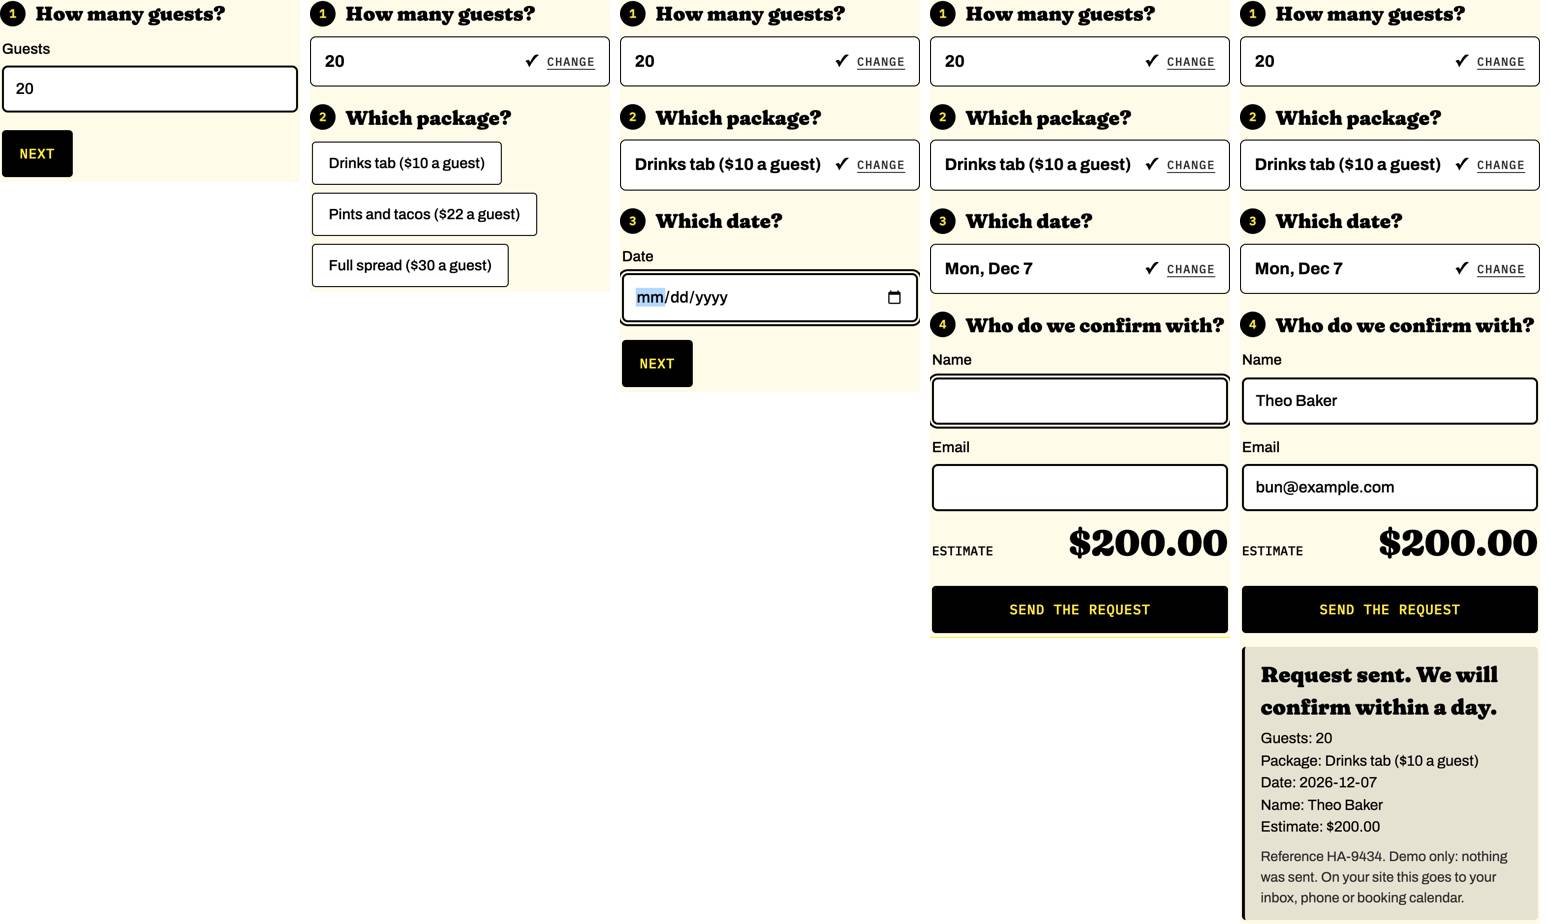 1 How many guests?
Guests
20
NEXT
1 How many guests?
20 ✓ CHANGE
2 Which package?
Drinks tab ($10 a guest)
Pints and tacos ($22 a guest)
Full spread ($30 a guest)
1 How many guests?
20 ✓ CHANGE
2 Which package?
Drinks tab ($10 a guest) ✓ CHANGE
3 Which date?
Date
mm/dd/yyyy
NEXT
1 How many guests?
20 ✓ CHANGE
2 Which package?
Drinks tab ($10 a guest) ✓ CHANGE
3 Which date?
Mon, Dec 7 ✓ CHANGE
4 Who do we confirm with?
Name
Email
ESTIMATE $200.00
SEND THE REQUEST
1 How many guests?
20 ✓ CHANGE
2 Which package?
Drinks tab ($10 a guest) ✓ CHANGE
3 Which date?
Mon, Dec 7 ✓ CHANGE
4 Who do we confirm with?
Name
Theo Baker
Email
bun@example.com
ESTIMATE $200.00
SEND THE REQUEST
Request sent. We will
confirm within a day.
Guests: 20
Package: Drinks tab ($10 a guest)
Date: 2026-12-07
Name: Theo Baker
Estimate: $200.00
Reference HA-9434. Demo only: nothing
was sent. On your site this goes to your
inbox, phone or booking calendar.